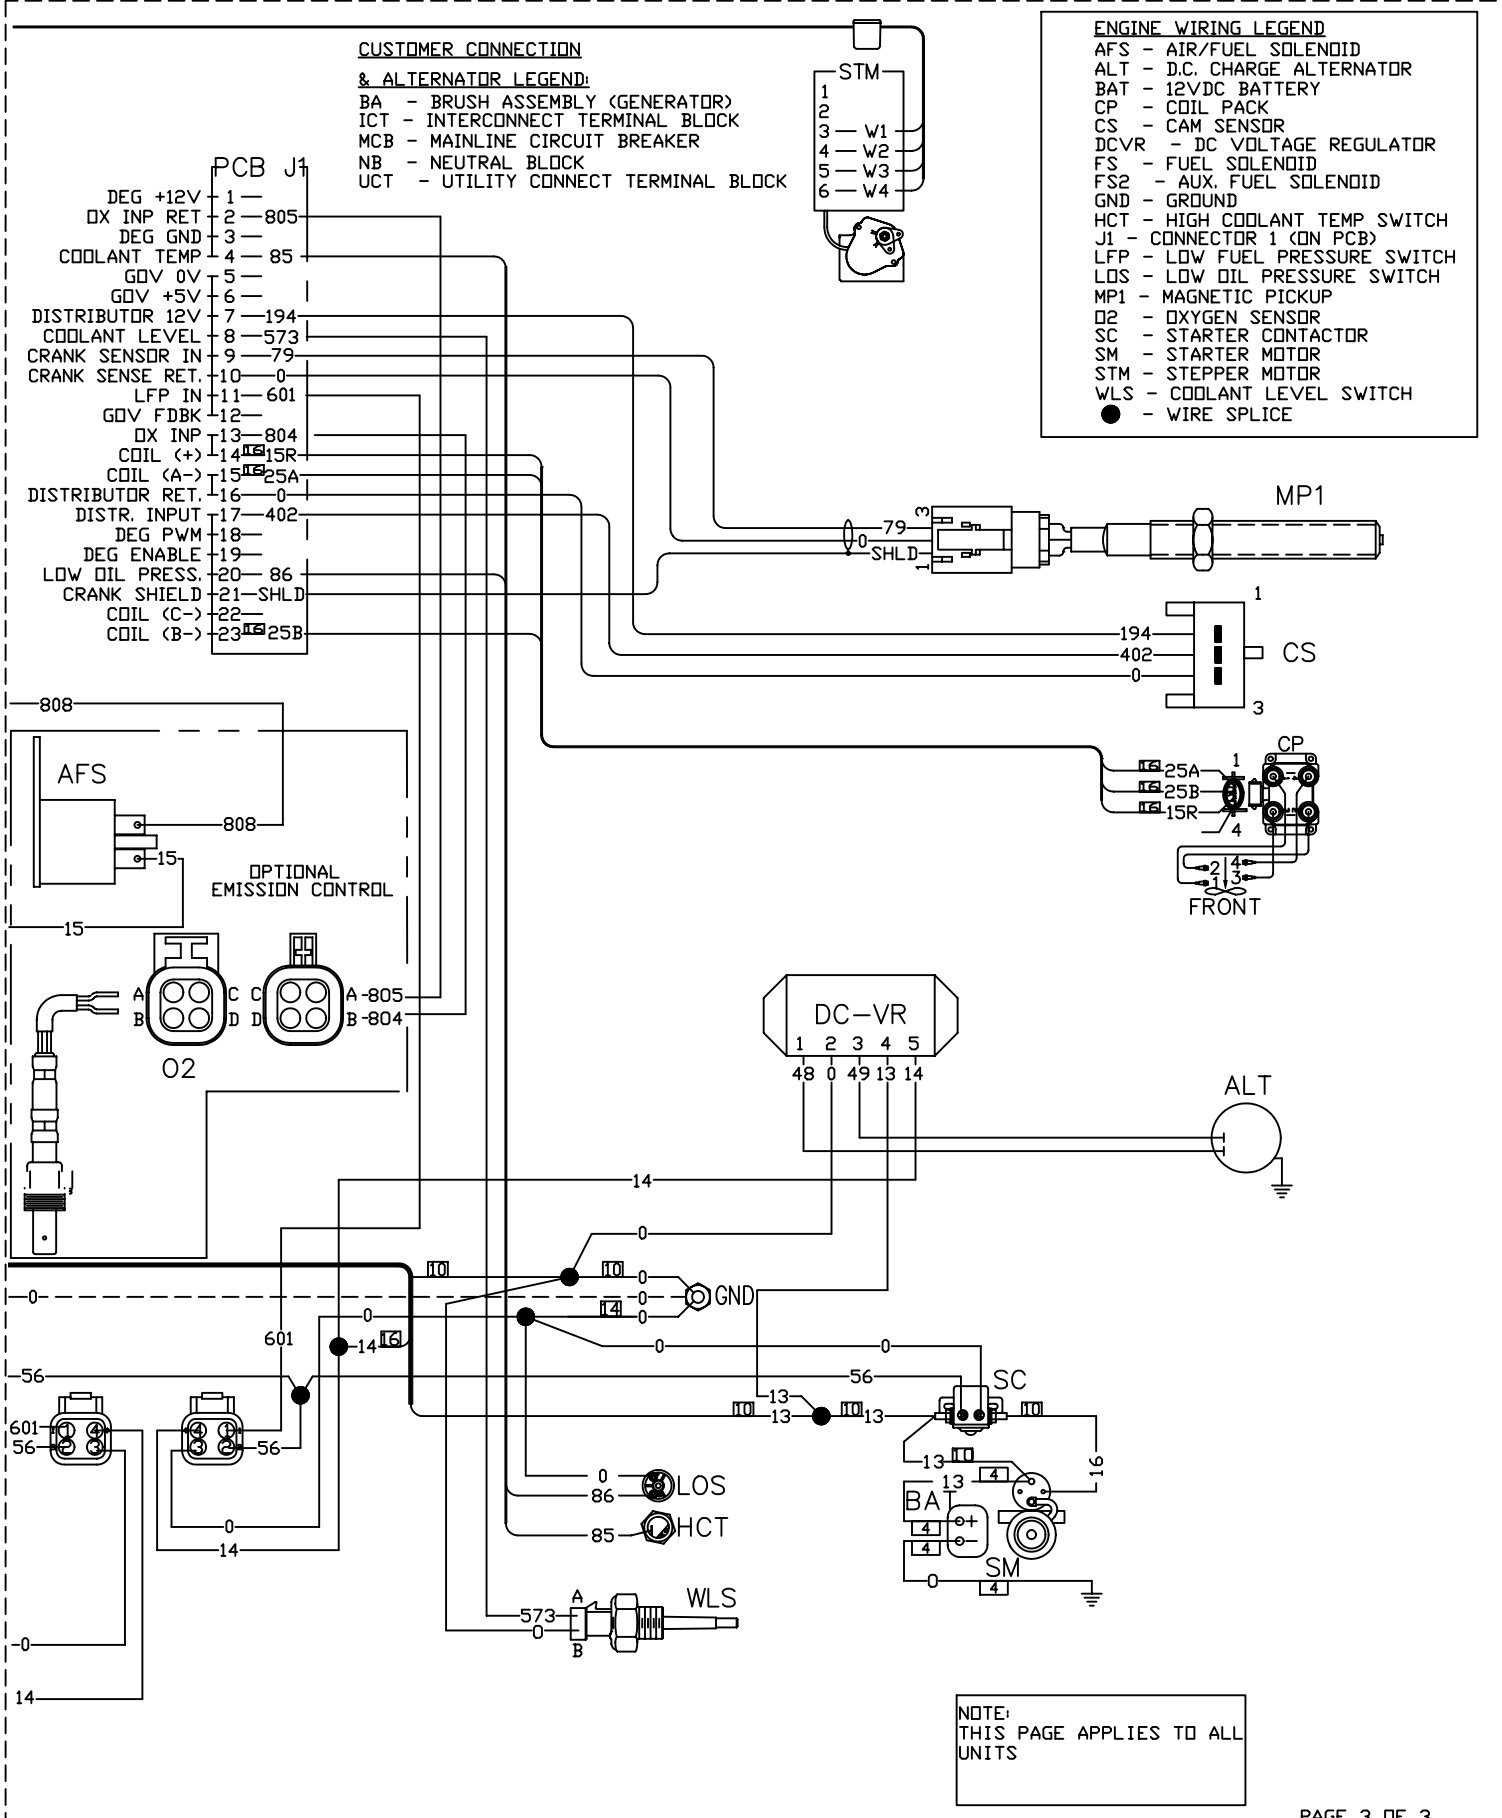 CUSTOMER CONNECTION
& ALTERNATOR LEGEND:
BA - BRUSH ASSEMBLY (GENERATOR)
ICT - INTERCONNECT TERMINAL BLOCK
MCB - MAINLINE CIRCUIT BREAKER
NB - NEUTRAL BLOCK
UCT - UTILITY CONNECT TERMINAL BLOCK
STM
1
2
3 W1
4 W2
5 W3
6 W4
ENGINE WIRING LEGEND
AFS - AIR/FUEL SOLENOID
ALT - D.C. CHARGE ALTERNATOR
BAT - 12VDC BATTERY
CP - COIL PACK
CS - CAM SENSOR
DCVR - DC VOLTAGE REGULATOR
FS - FUEL SOLENOID
FS2 - AUX. FUEL SOLENOID
GND - GROUND
HCT - HIGH COOLANT TEMP SWITCH
J1 - CONNECTOR 1 (ON PCB)
LFP - LOW FUEL PRESSURE SWITCH
LOS - LOW OIL PRESSURE SWITCH
MP1 - MAGNETIC PICKUP
O2 - OXYGEN SENSOR
SC - STARTER CONTACTOR
SM - STARTER MOTOR
STM - STEPPER MOTOR
WLS - COOLANT LEVEL SWITCH
- WIRE SPLICE
PCB J1
DEG +12V 1
OX INP RET 2 805
DEG GND 3
COOLANT TEMP 4 85
GOV 0V 5
GOV +5V 6
DISTRIBUTOR 12V 7 194
COOLANT LEVEL 8 573
CRANK SENSOR IN 9 79
CRANK SENSE RET. 10 0
LFP IN 11 601
GOV FDBK 12
OX INP 13 804
COIL (+) 14 16 15R
COIL (A-) 15 16 25A
DISTRIBUTOR RET. 16 0
DISTR. INPUT 17 402
DEG PWM 18
DEG ENABLE 19
LOW OIL PRESS. 20 86
CRANK SHIELD 21 SHLD
COIL (C-) 22
COIL (B-) 23 16 25B
MP1
3
79
0
SHLD
1
1
194
402
0
CS
3
CP
16 25A 1
16 25B
16 15R
4
2 4
1 3
FRONT
808
AFS
808
15
OPTIONAL
EMISSION CONTROL
15
A C C A -805
B D D B -804
O2
DC-VR
1 2 3 4 5
48 0 49 13 14
ALT
14
0
10 10 0
0 0 GND
0 14 0
601 14 16
0 0
56 56
SC
13
10 13 10 13 10
601 1 4 4 1
56 2 3 3 2 56
13 10
16
13 4
BA
4 +
4 -
SM
0 4
0
86
LOS
85 HCT
0
14
WLS
A
573
0
B
0
14
NOTE:
THIS PAGE APPLIES TO ALL
UNITS
PAGE 3 OF 3